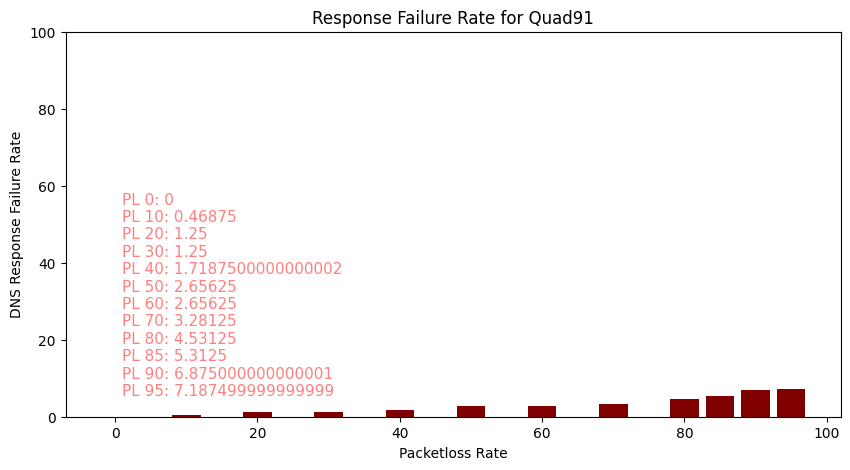 Response Failure Rate for Quad91
100
80
60
40
20
0
DNS Response Failure Rate
PL 0: 0
PL 10: 0.46875
PL 20: 1.25
PL 30: 1.25
PL 40: 1.7187500000000002
PL 50: 2.65625
PL 60: 2.65625
PL 70: 3.28125
PL 80: 4.53125
PL 85: 5.3125
PL 90: 6.875000000000001
PL 95: 7.187499999999999
0 20 40 60 80 100
Packetloss Rate